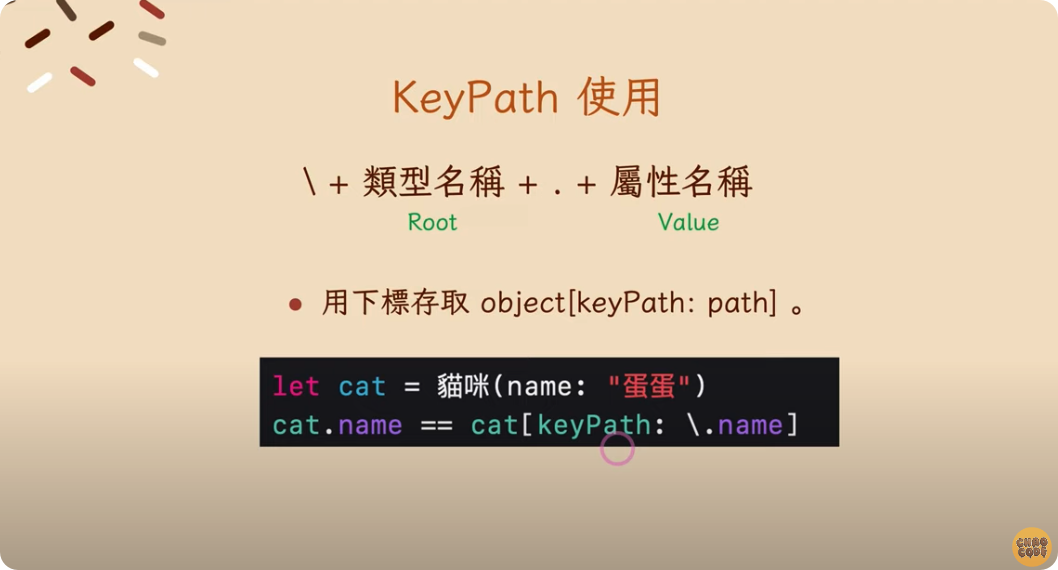 KeyPath 使用
\ + 類型名稱 + . + 屬性名稱
Root Value
• 用下標存取 object[keyPath: path] 。
let cat = 貓咪(name: "蛋蛋")
cat.name == cat[keyPath: \.name]
CHAO
CODE